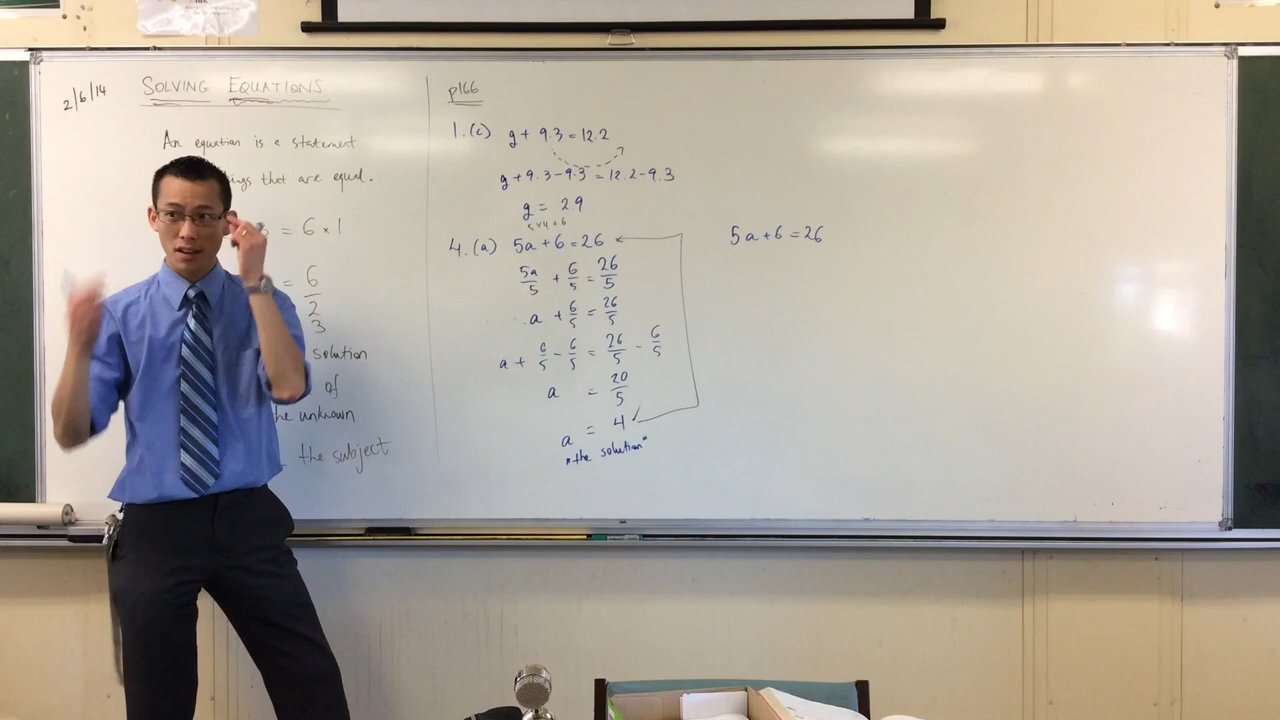 2/6/14
SOLVING EQUATIONS
An equation is a statement
that are equal.
= 6 × 1
= 6/2
3
solution
of
the unknown
the subject
p166
1. (c) g + 9.3 = 12.2
g + 9.3 - 9.3 = 12.2 - 9.3
g = 2.9
5×4+6
4. (a) 5a + 6 = 26
5a/5 + 6/5 = 26/5
a + 6/5 = 26/5
a + 6/5 - 6/5 = 26/5 - 6/5
a = 20/5
a = 4
"the solution"
5a + 6 = 26